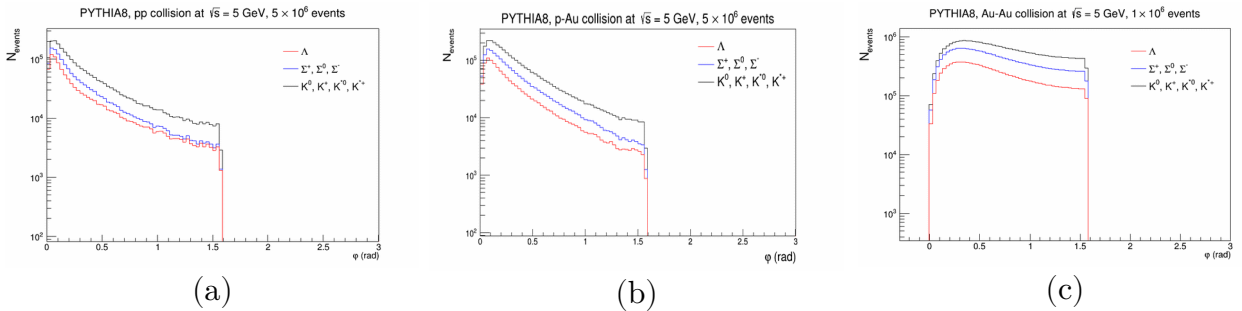 PYTHIA8, pp collision at √s = 5 GeV, 5 × 10⁶ events
N_events
10⁵
10⁴
10³
10²
Λ
Σ⁺, Σ⁰, Σ⁻
K⁰, K⁺, K*⁰, K*⁺
0 0.5 1 1.5 2 2.5 3
φ (rad)
(a)
PYTHIA8, p-Au collision at √s = 5 GeV, 5 × 10⁶ events
N_events
10⁵
10⁴
10³
10²
Λ
Σ⁺, Σ⁰, Σ⁻
K⁰, K⁺, K*⁰, K*⁺
0 0.5 1 1.5 2 2.5 3
φ (rad)
(b)
PYTHIA8, Au-Au collision at √s = 5 GeV, 1 × 10⁶ events
N_events
10⁶
10⁵
10⁴
10³
Λ
Σ⁺, Σ⁰, Σ⁻
K⁰, K⁺, K*⁰, K*⁺
0 0.5 1 1.5 2 2.5 3
φ (rad)
(c)